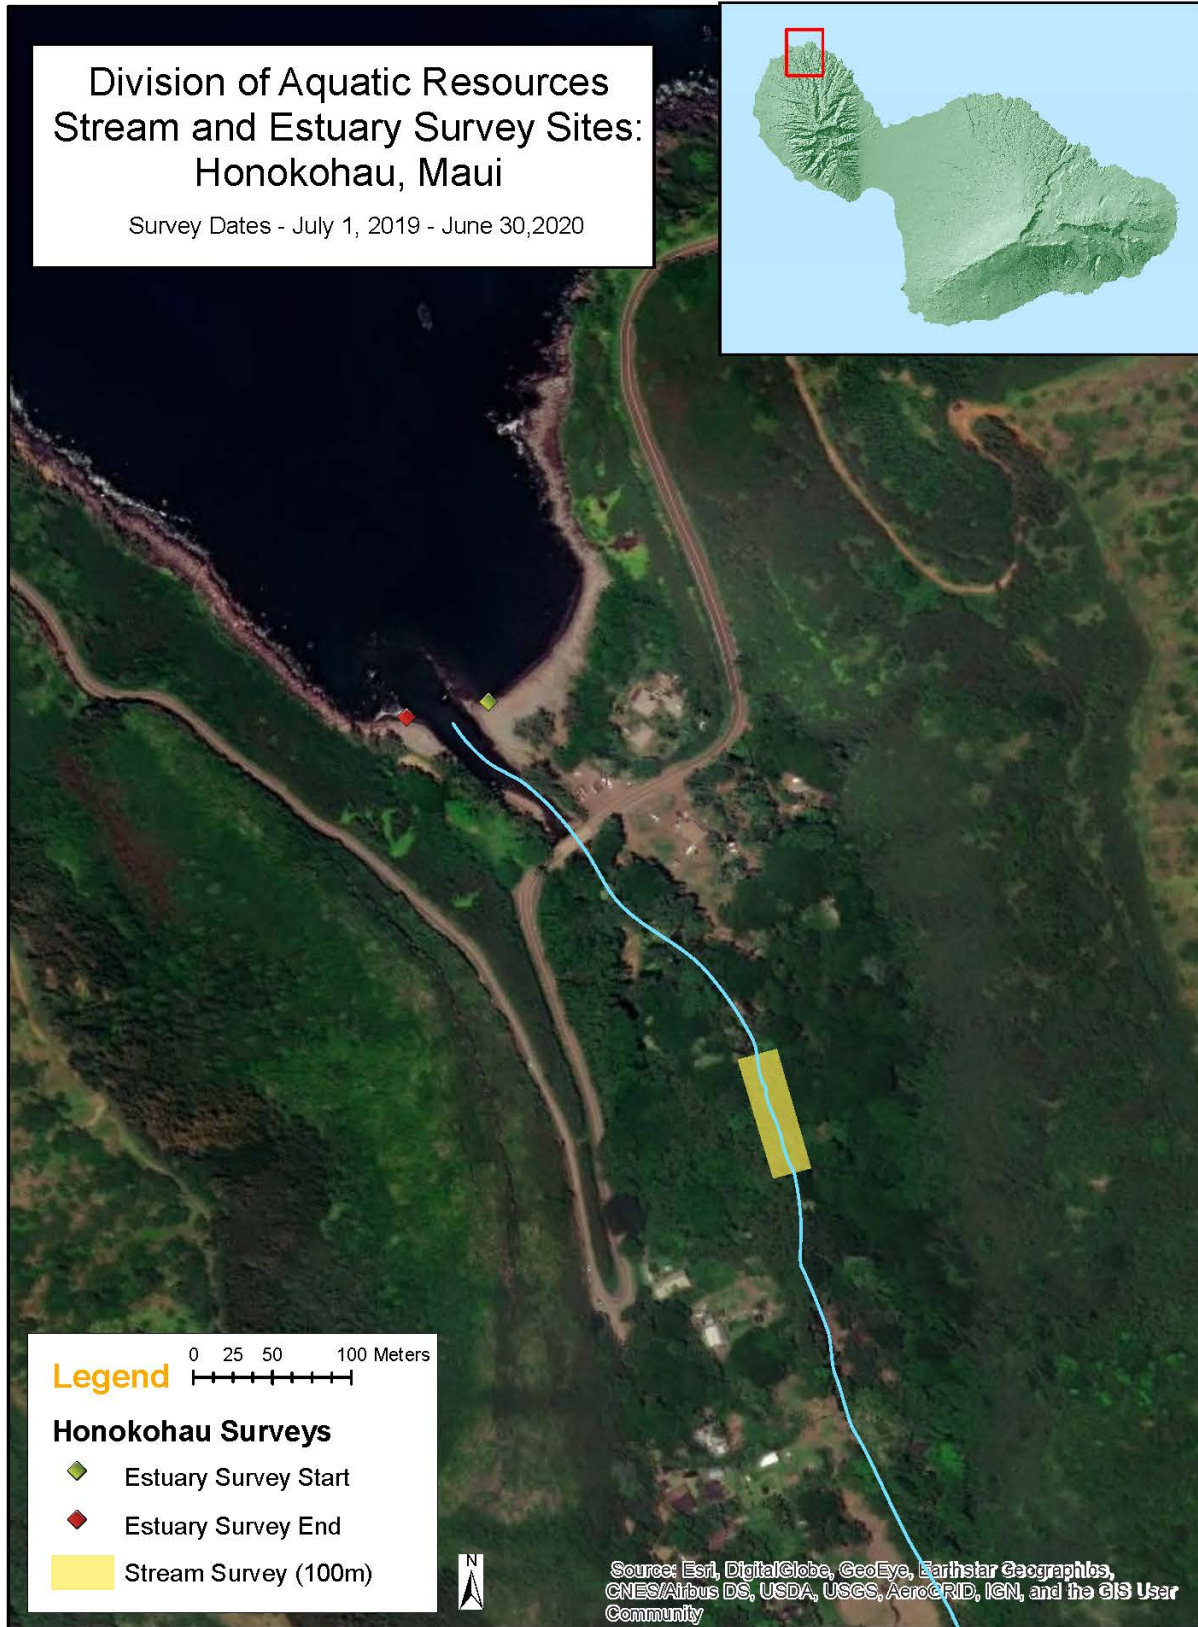 Division of Aquatic Resources
Stream and Estuary Survey Sites:
Honokohau, Maui
Survey Dates - July 1, 2019 - June 30,2020
Legend
0 25 50 100 Meters
Honokohau Surveys
Estuary Survey Start
Estuary Survey End
Stream Survey (100m)
N
Source: Esri, DigitalGlobe, GeoEye, Earthstar Geographics,
CNES/Airbus DS, USDA, USGS, AeroGRID, IGN, and the GIS User
Community